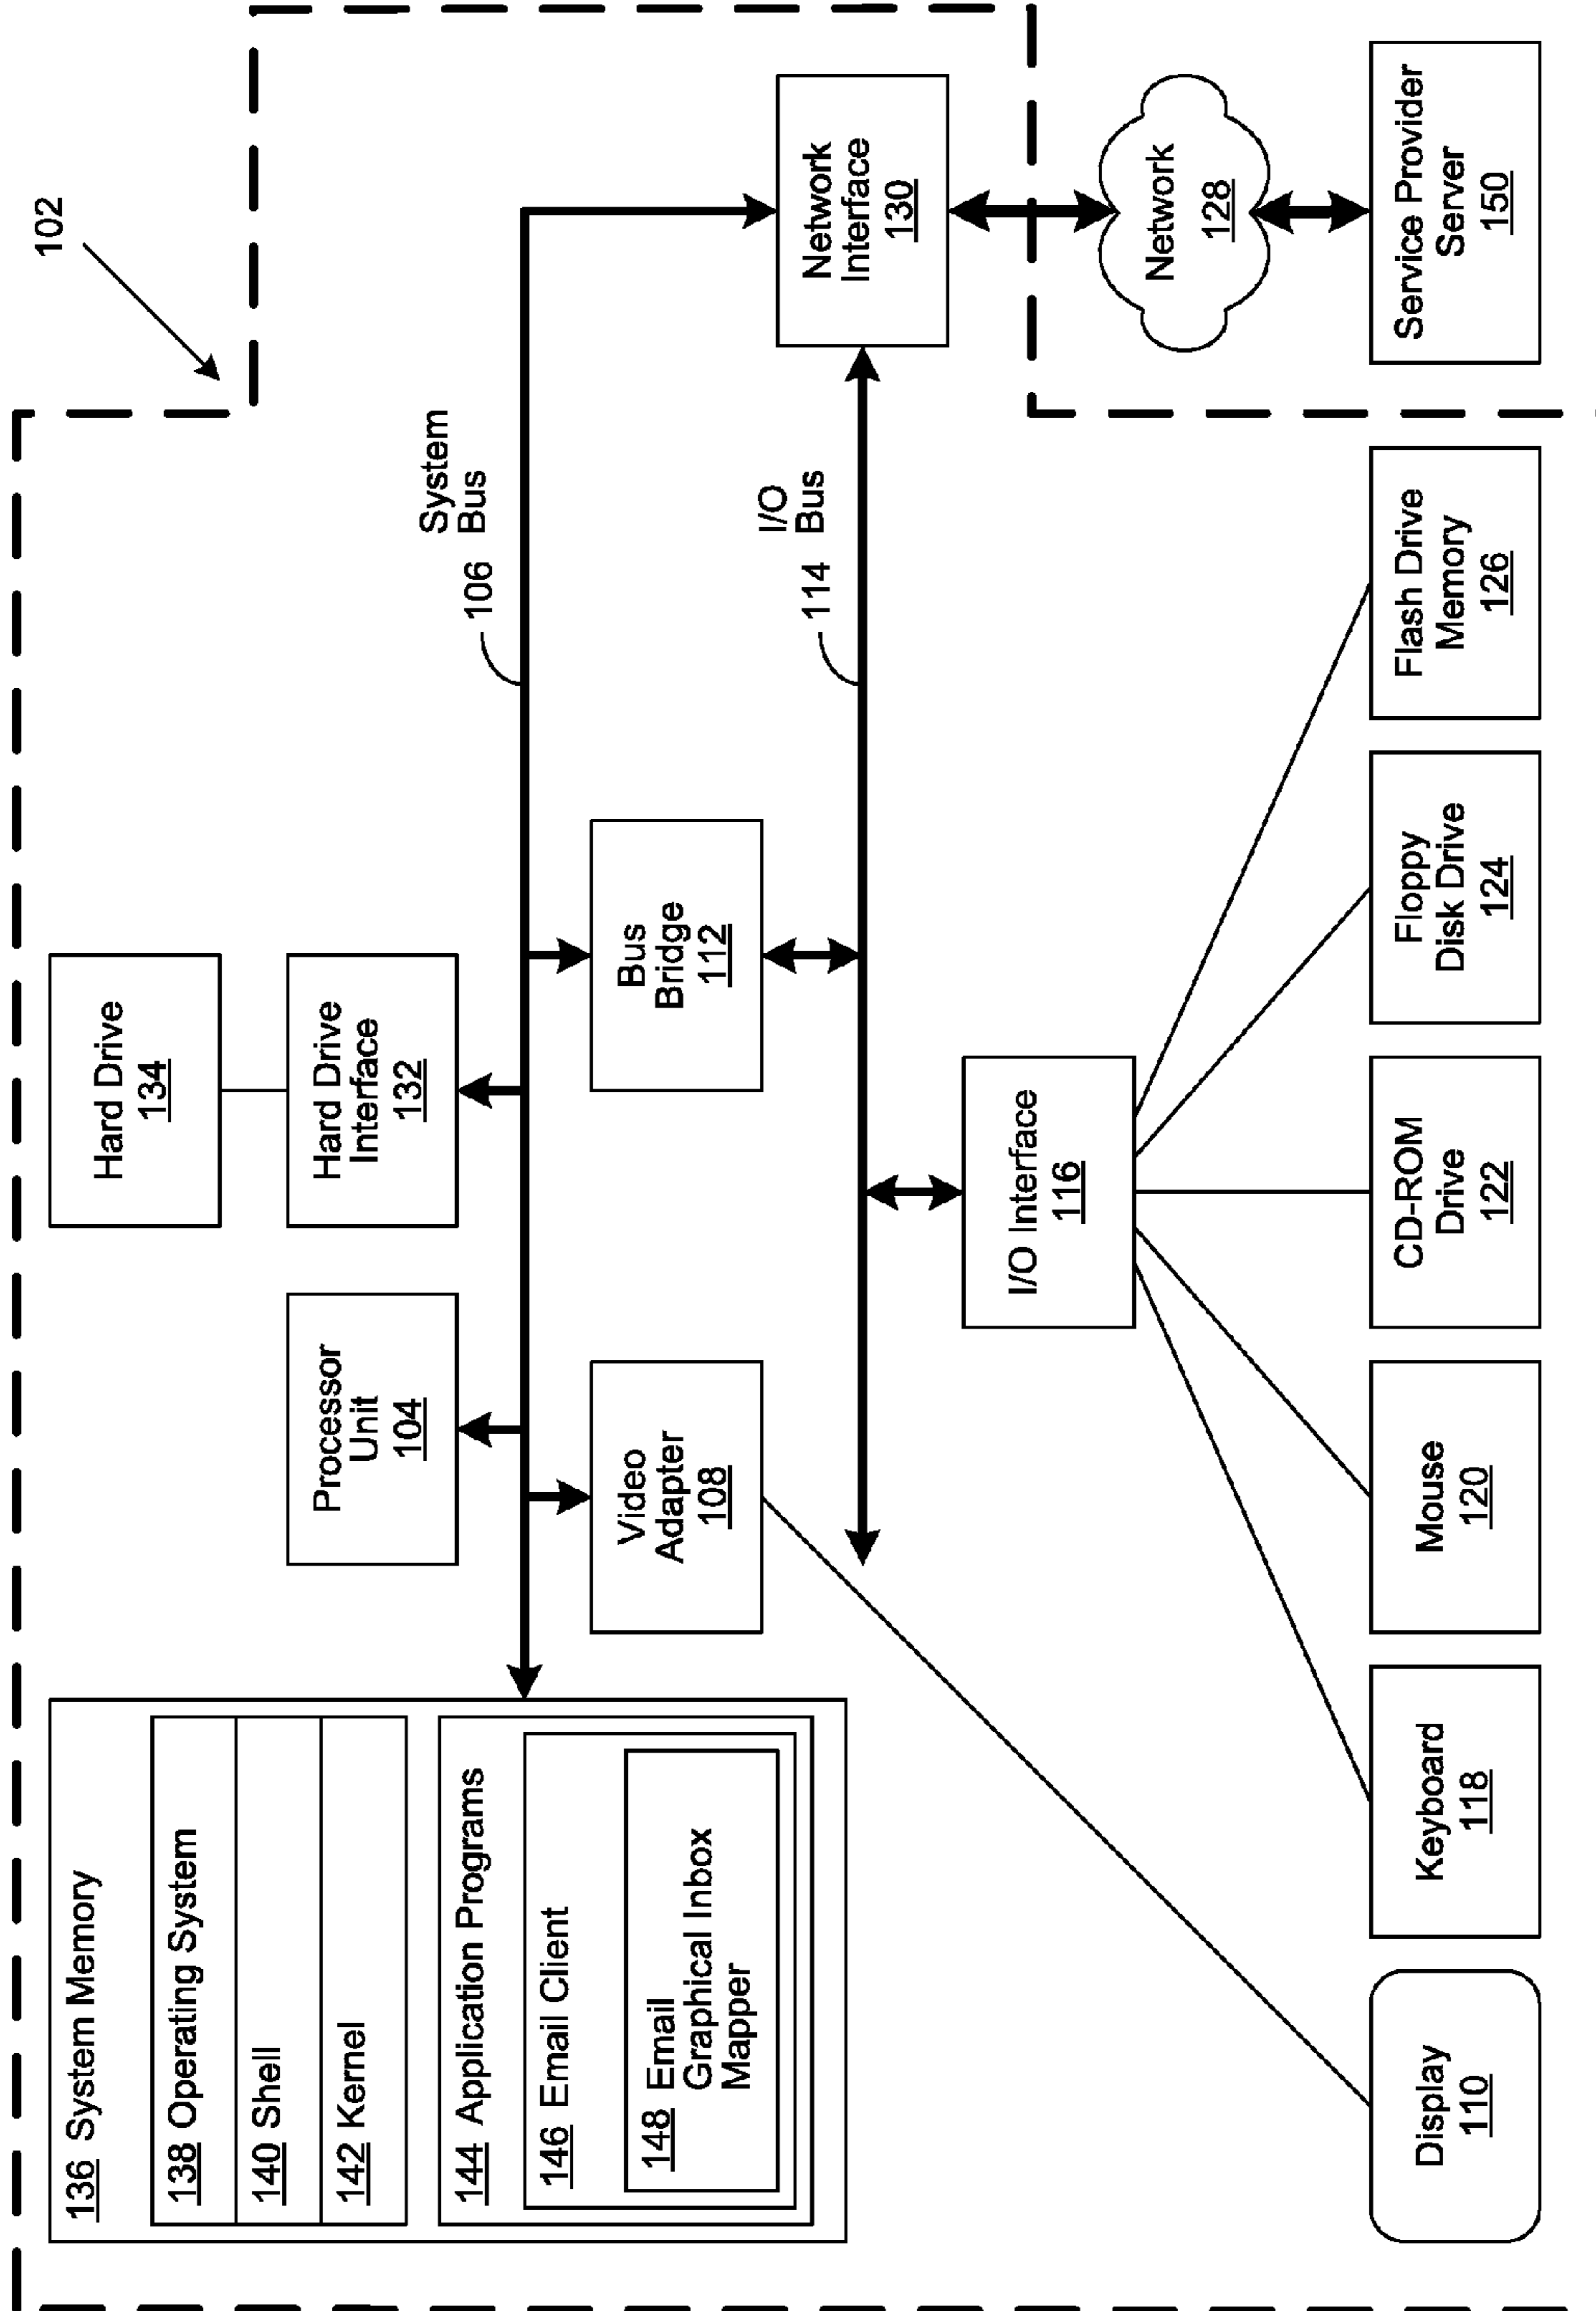 102
136 System Memory
138 Operating System
140 Shell
142 Kernel
144 Application Programs
146 Email Client
148 Email
Graphical Inbox
Mapper
Hard Drive
134
Processor
Unit
104
Hard Drive
Interface
132
System
Bus
106
Video
Adapter
108
Bus
Bridge
112
I/O
Bus
114
Network
Interface
130
I/O Interface
116
Network
128
Display
110
Keyboard
118
Mouse
120
CD-ROM
Drive
122
Floppy
Disk Drive
124
Flash Drive
Memory
126
Service Provider
Server
150